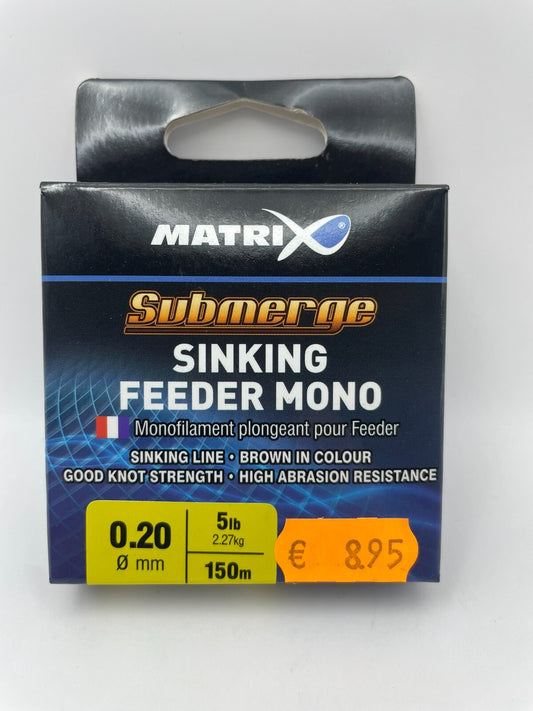 MATRIX®
Submerge
SINKING
FEEDER MONO
Monofilament plongeant pour Feeder
SINKING LINE • BROWN IN COLOUR
GOOD KNOT STRENGTH • HIGH ABRASION RESISTANCE
0.20
Ø mm
5lb
2.27kg
150m
€ 8.95